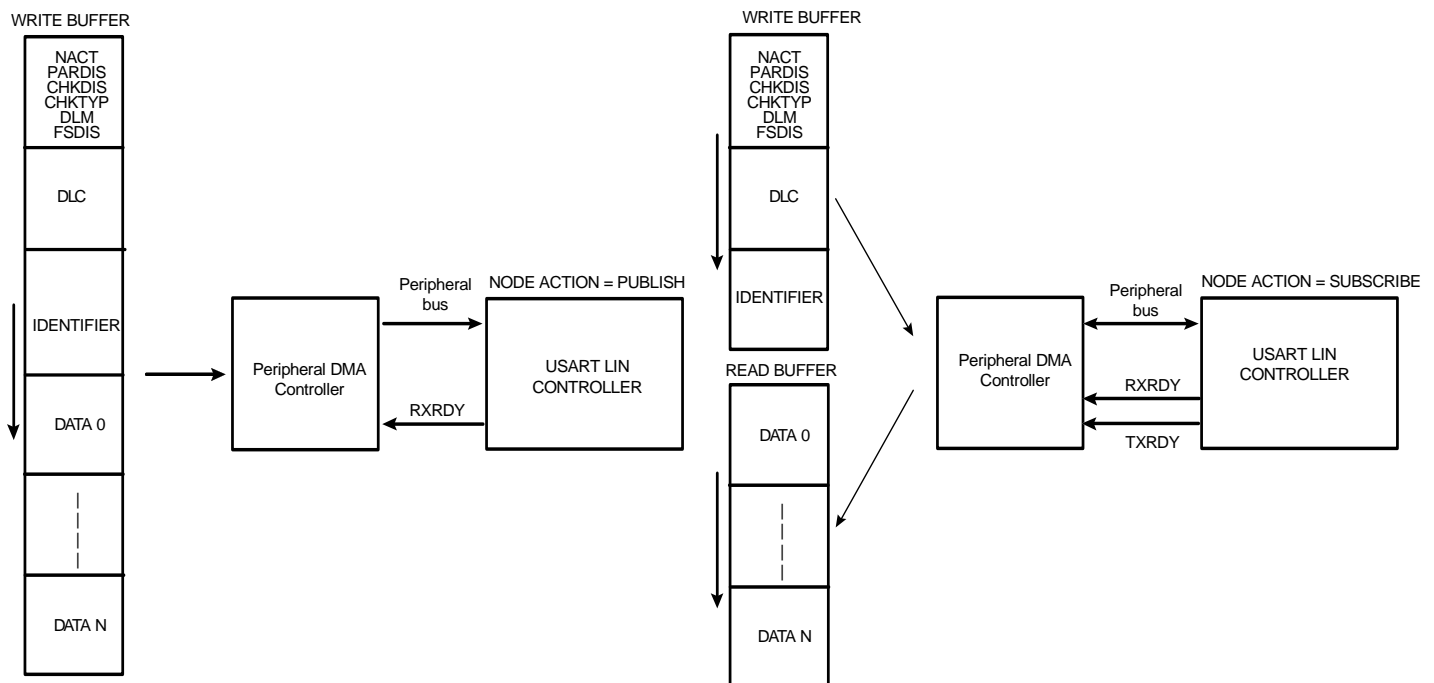 WRITE BUFFER
NACT
PARDIS
CHKDIS
CHKTYP
DLM
FSDIS
DLC
IDENTIFIER
DATA 0
DATA N
Peripheral DMA
Controller
Peripheral
bus
RXRDY
NODE ACTION = PUBLISH
USART LIN
CONTROLLER
WRITE BUFFER
NACT
PARDIS
CHKDIS
CHKTYP
DLM
FSDIS
DLC
IDENTIFIER
READ BUFFER
DATA 0
DATA N
Peripheral DMA
Controller
Peripheral
bus
RXRDY
TXRDY
NODE ACTION = SUBSCRIBE
USART LIN
CONTROLLER